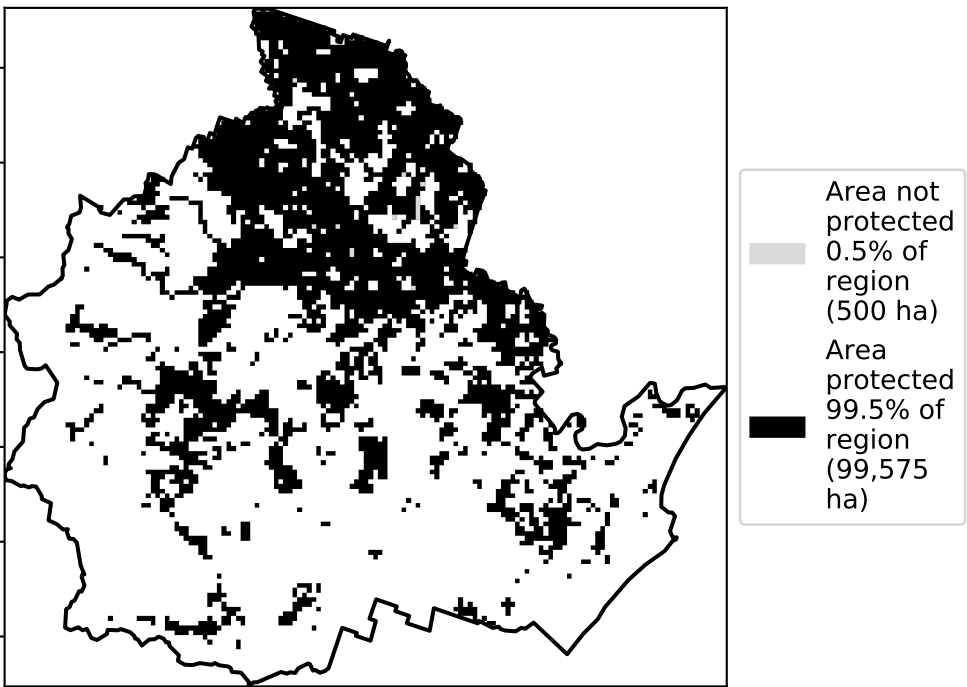 Area not
protected
0.5% of
region
(500 ha)
Area
protected
99.5% of
region
(99,575
ha)